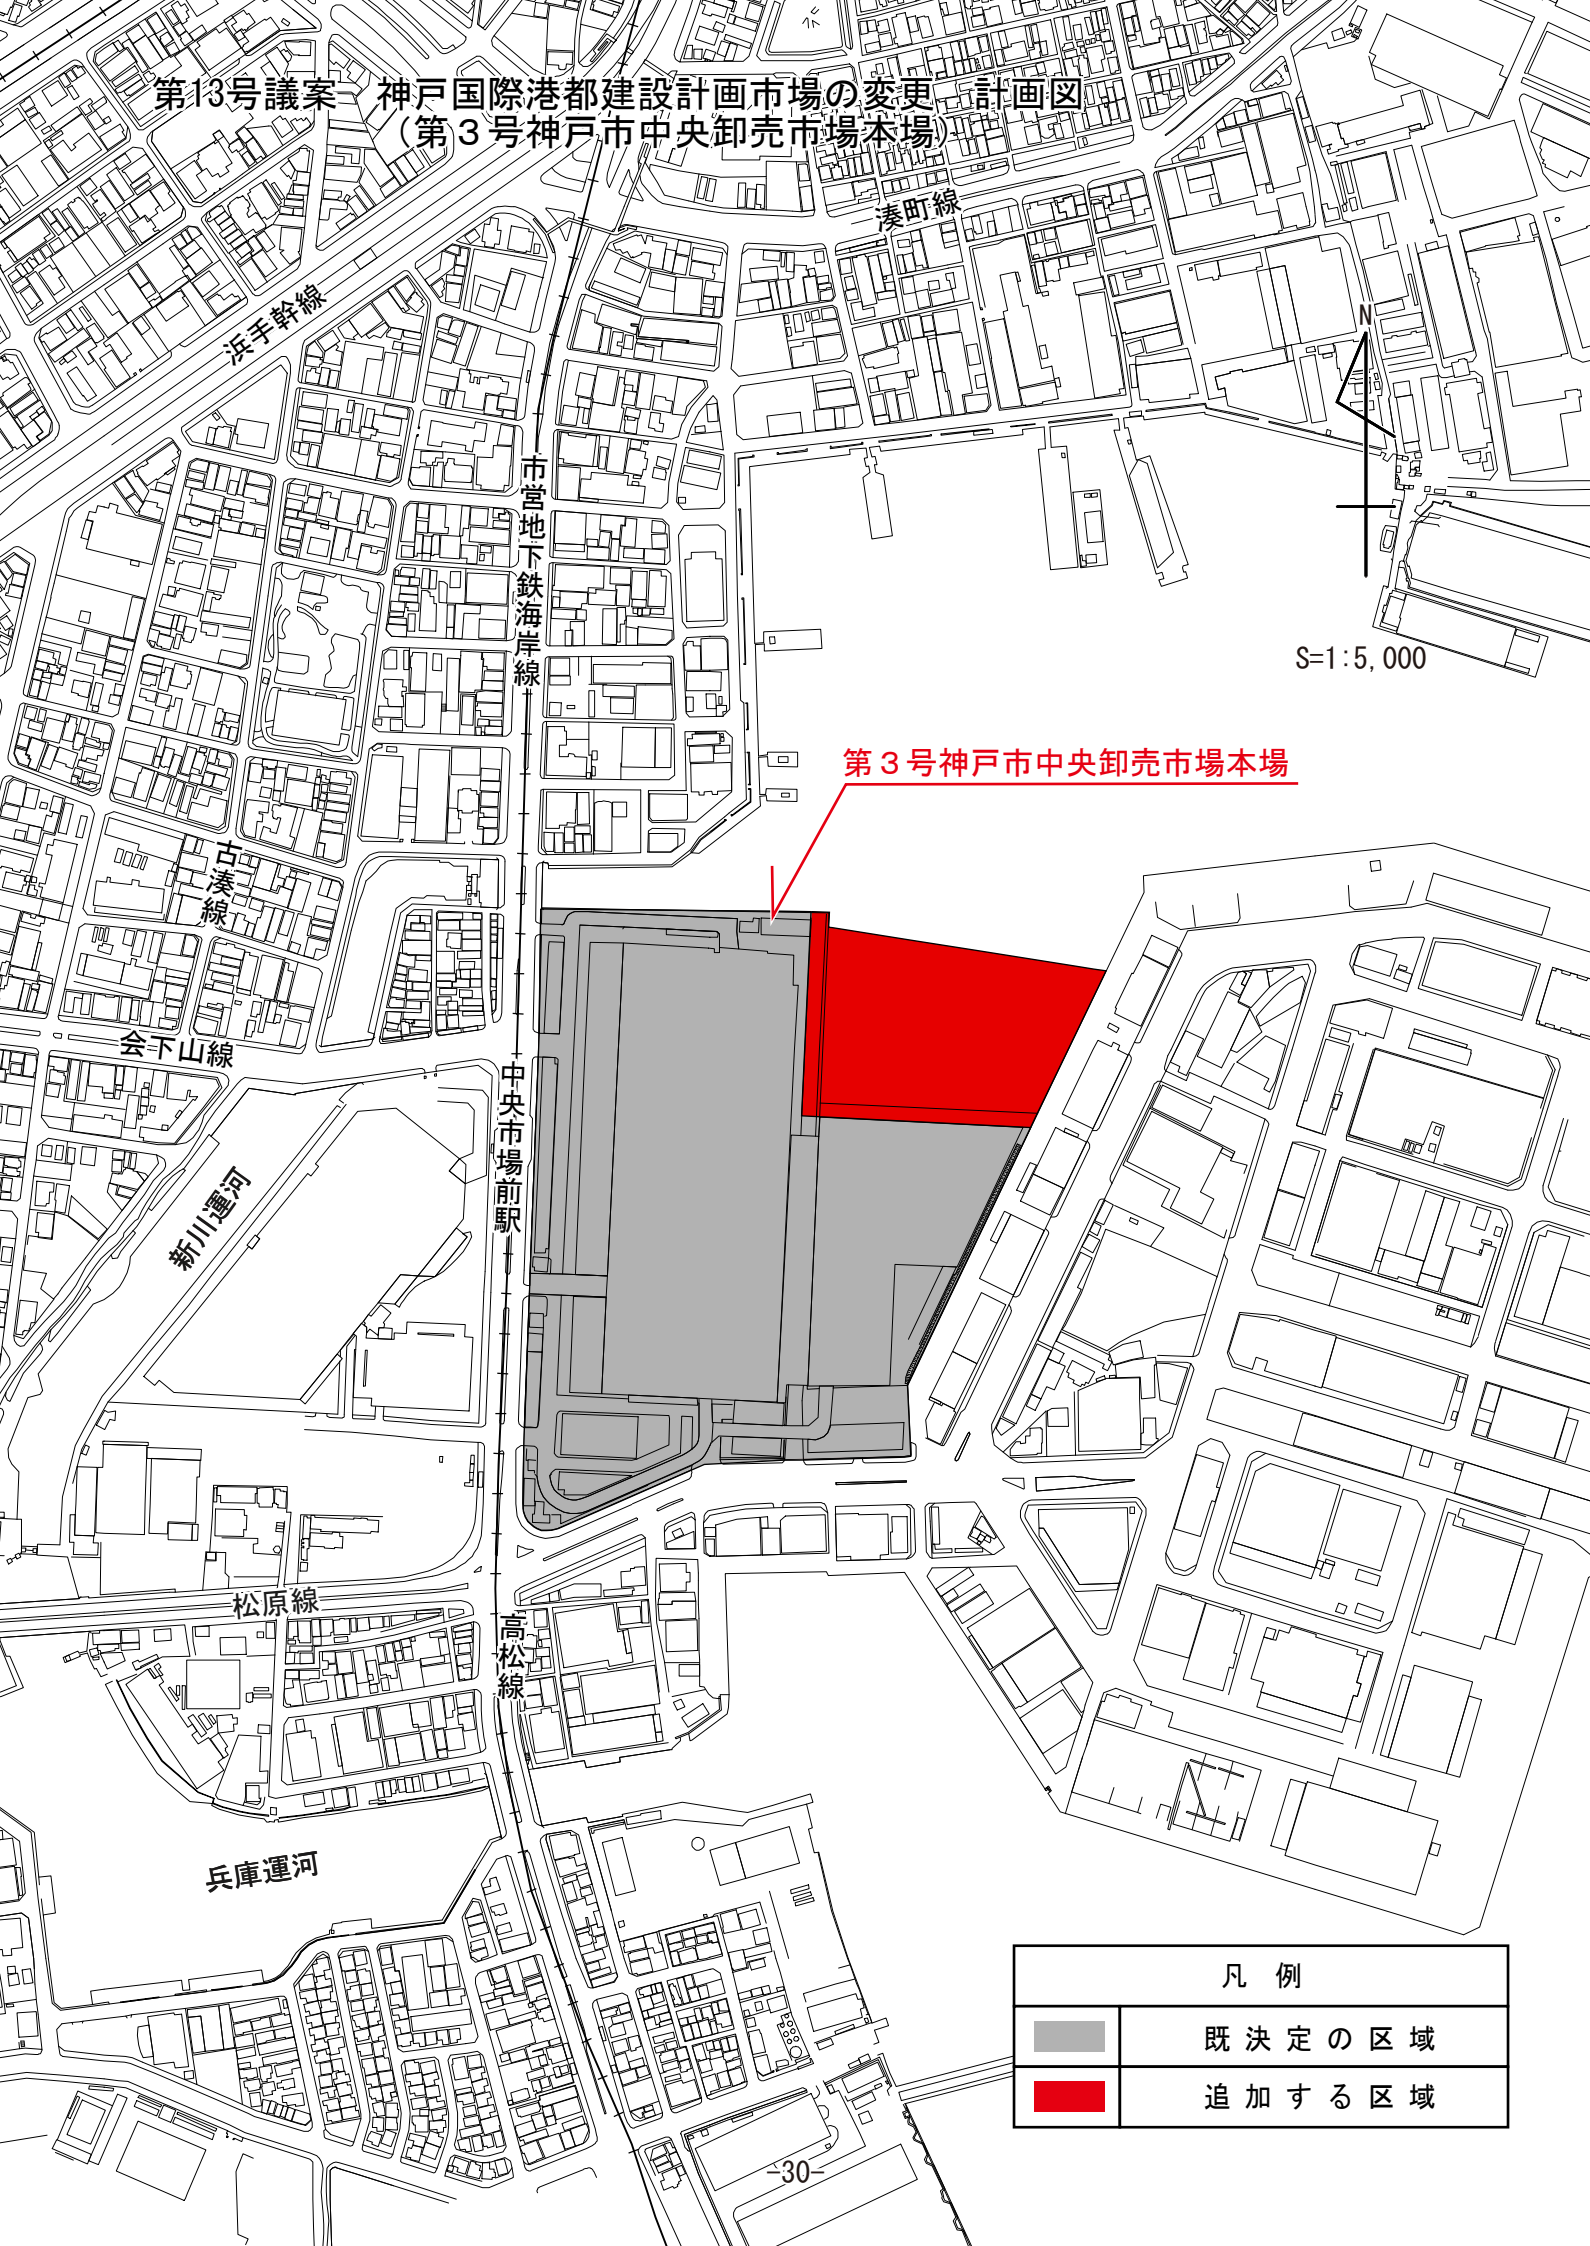 第13号議案　神戸国際港都建設計画市場の変更　計画図
（第３号神戸市中央卸売市場本場）
湊町線
浜手幹線
N
市営地下鉄海岸線
S=1:5,000
第３号神戸市中央卸売市場本場
古湊線
会下山線
中央市場前駅
新川運河
松原線
高松線
兵庫運河
凡　例
既決定の区域
追加する区域
-30-